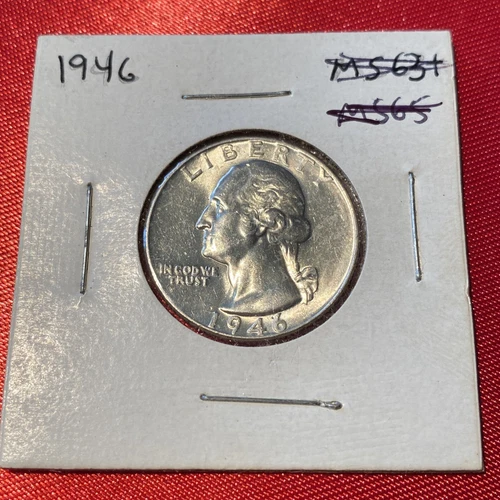 1946 MS63+
MS65
LIBERTY
IN GOD WE
TRUST
1946